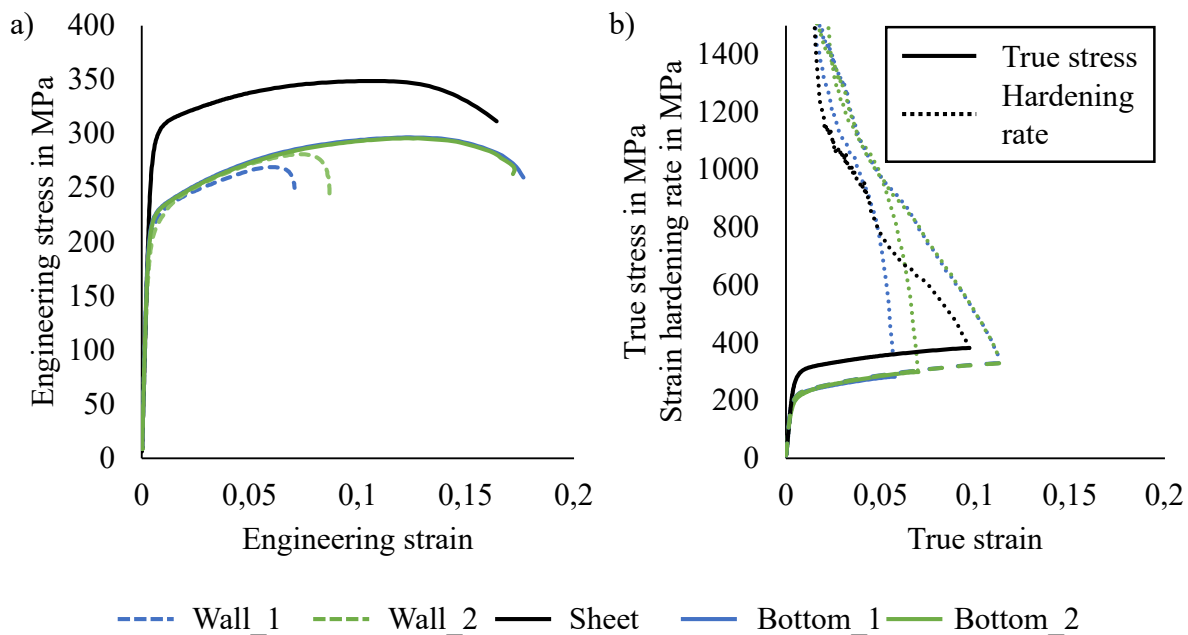 a)
400
350
300
250
200
150
100
50
0
Engineering stress in MPa
0
0,05
0,1
0,15
0,2
Engineering strain
b)
1400
1200
1000
800
600
400
200
0
True stress in MPa
Strain hardening rate in MPa
True stress
Hardening
rate
0
0,05
0,1
0,15
0,2
True strain
Wall_1
Wall_2
Sheet
Bottom_1
Bottom_2